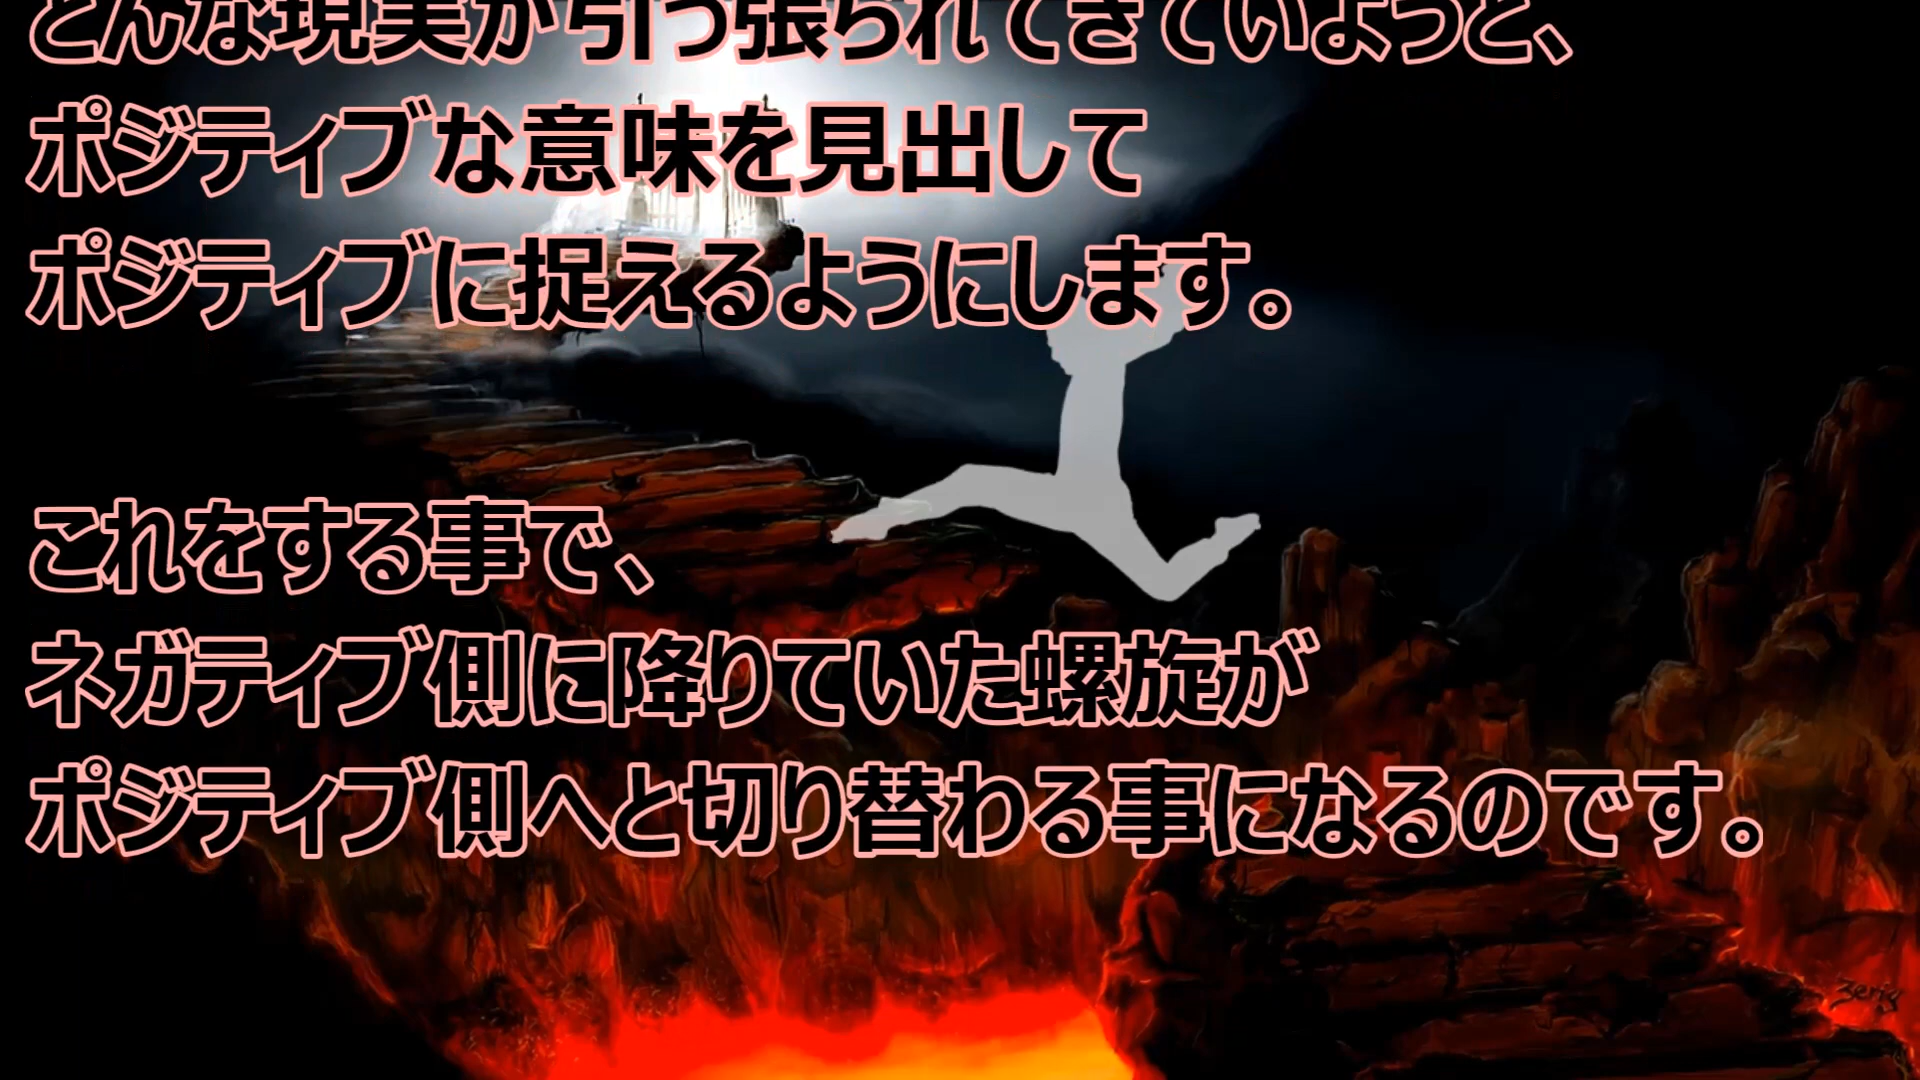 どんな現実が引っ張られてきていようと、
ポジティブな意味を見出して
ポジティブに捉えるようにします。
これをする事で、
ネガティブ側に降りていた螺旋が
ポジティブ側へと切り替わる事になるのです。